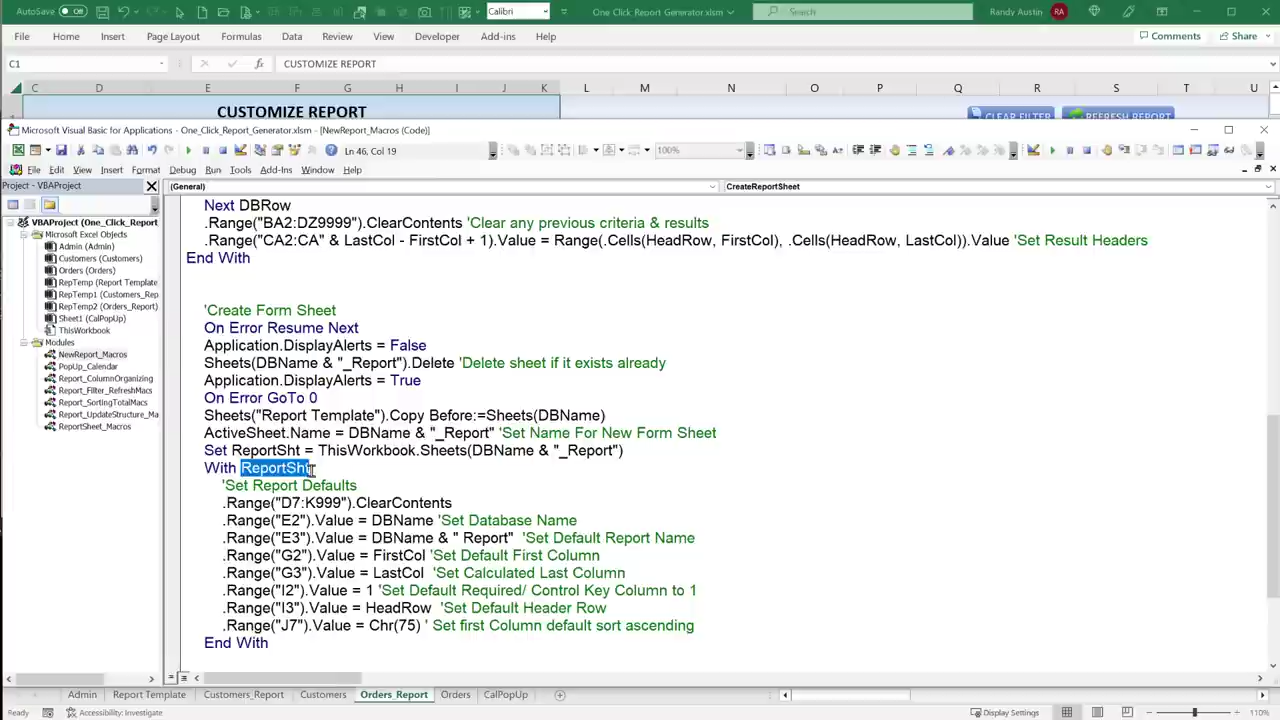 AutoSave Off Calibri One Click Report Generator.xlsm Search Randy Austin RA
File Home Insert Page Layout Formulas Data Review View Developer Add-ins Help Comments Share
C1 fx CUSTOMIZE REPORT
C D E F G H I J K L M N O P Q R S T U
CUSTOMIZE REPORT CLEAR FILTER REFRESH REPORT
Microsoft Visual Basic for Applications - One_Click_Report_Generator.xlsm - [NewReport_Macros (Code)]
Ln 46, Col 19 100%
File Edit View Insert Format Debug Run Tools Add-Ins Window Help
Project - VBAProject
(General) CreateReportSheet
VBAProject (One_Click_Report
Microsoft Excel Objects
Admin (Admin)
Customers (Customers)
Orders (Orders)
RepTemp (Report Template
RepTemp1 (Customers_Rep
RepTemp2 (Orders_Report)
Sheet1 (CalPopUp)
ThisWorkbook
Modules
NewReport_Macros
PopUp_Calendar
Report_ColumnOrganizing
Report_Filter_RefreshMacs
Report_SortingTotalMacs
Report_UpdateStructure_Ma
ReportSheet_Macros
Next DBRow
.Range("BA2:DZ9999").ClearContents 'Clear any previous criteria & results
.Range("CA2:CA" & LastCol - FirstCol + 1).Value = Range(.Cells(HeadRow, FirstCol), .Cells(HeadRow, LastCol)).Value 'Set Result Headers
End With
'Create Form Sheet
On Error Resume Next
Application.DisplayAlerts = False
Sheets(DBName & "_Report").Delete 'Delete sheet if it exists already
Application.DisplayAlerts = True
On Error GoTo 0
Sheets("Report Template").Copy Before:=Sheets(DBName)
ActiveSheet.Name = DBName & "_Report" 'Set Name For New Form Sheet
Set ReportSht = ThisWorkbook.Sheets(DBName & "_Report")
With ReportSht
'Set Report Defaults
.Range("D7:K999").ClearContents
.Range("E2").Value = DBName 'Set Database Name
.Range("E3").Value = DBName & " Report" 'Set Default Report Name
.Range("G2").Value = FirstCol 'Set Default First Column
.Range("G3").Value = LastCol 'Set Calculated Last Column
.Range("I2").Value = 1 'Set Default Required/ Control Key Column to 1
.Range("I3").Value = HeadRow 'Set Default Header Row
.Range("J7").Value = Chr(75) ' Set first Column default sort ascending
End With
Admin Report Template Customers_Report Customers Orders_Report Orders CalPopUp
Ready Accessibility: Investigate Display Settings 110%